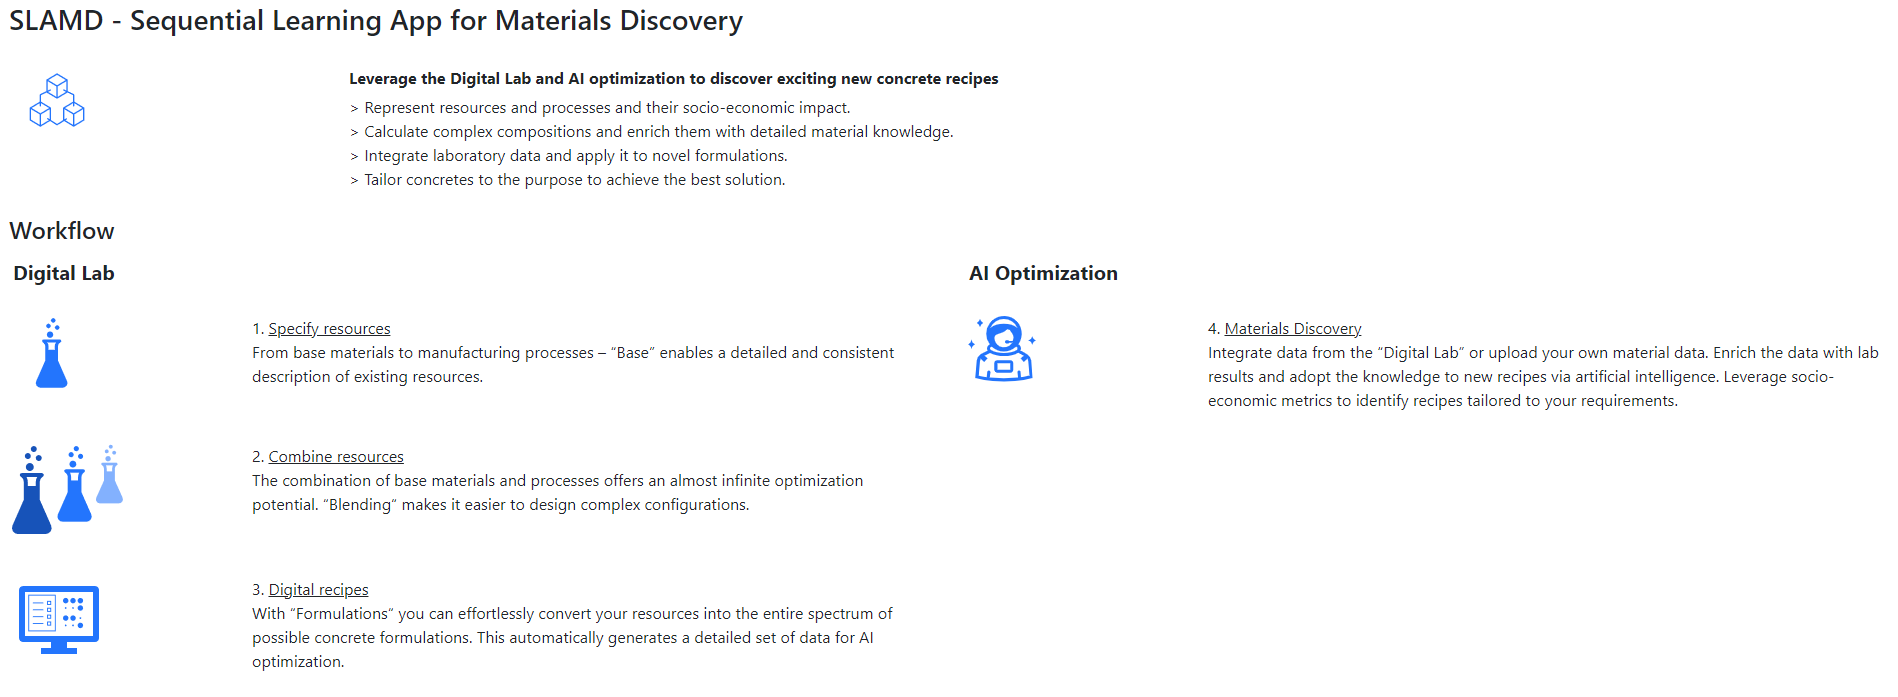 SLAMD - Sequential Learning App for Materials Discovery
Leverage the Digital Lab and AI optimization to discover exciting new concrete recipes
> Represent resources and processes and their socio-economic impact.
> Calculate complex compositions and enrich them with detailed material knowledge.
> Integrate laboratory data and apply it to novel formulations.
> Tailor concretes to the purpose to achieve the best solution.
Workflow
Digital Lab
1. Specify resources
From base materials to manufacturing processes – “Base” enables a detailed and consistent
description of existing resources.
2. Combine resources
The combination of base materials and processes offers an almost infinite optimization
potential. “Blending” makes it easier to design complex configurations.
3. Digital recipes
With “Formulations” you can effortlessly convert your resources into the entire spectrum of
possible concrete formulations. This automatically generates a detailed set of data for AI
optimization.
AI Optimization
4. Materials Discovery
Integrate data from the “Digital Lab” or upload your own material data. Enrich the data with lab
results and adopt the knowledge to new recipes via artificial intelligence. Leverage socio-
economic metrics to identify recipes tailored to your requirements.